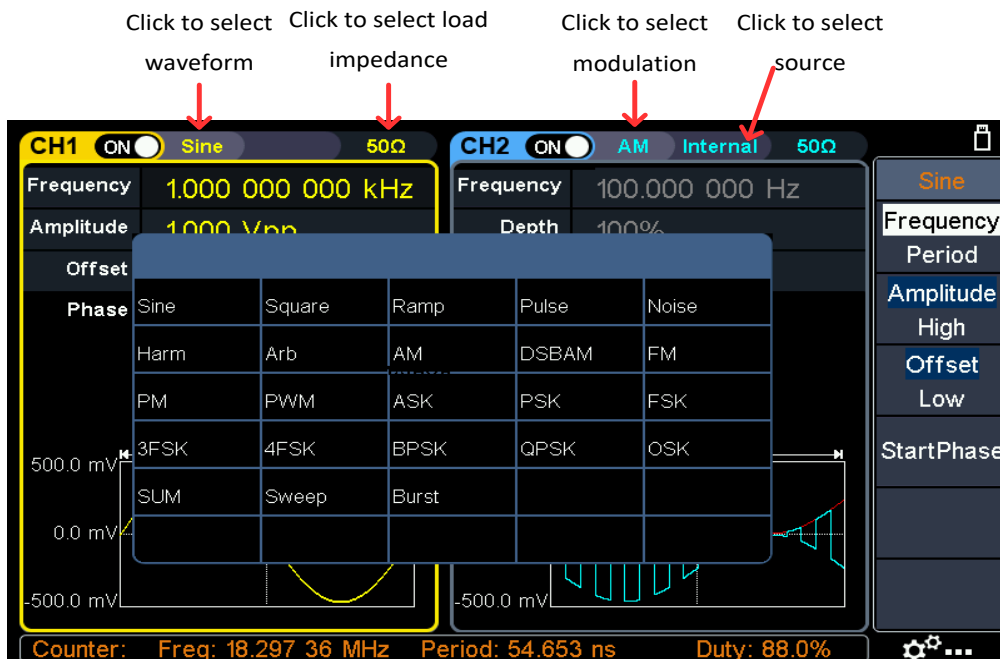 Click to select waveform
Click to select load impedance
Click to select modulation
Click to select source
CH1 ON Sine 50Ω
CH2 ON AM Internal 50Ω
Frequency 1.000 000 000 kHz
Amplitude 1.000 Vpp
Offset
Phase
Frequency 100.000 000 Hz
Depth 100%
Sine Square Ramp Pulse Noise
Harm Arb AM DSBAM FM
PM PWM ASK PSK FSK
3FSK 4FSK BPSK QPSK OSK
SUM Sweep Burst
500.0 mV
0.0 mV
-500.0 mV
-500.0 mV
Sine
Frequency
Period
Amplitude
High
Offset
Low
StartPhase
Counter: Freq: 18.297 36 MHz Period: 54.653 ns Duty: 88.0%